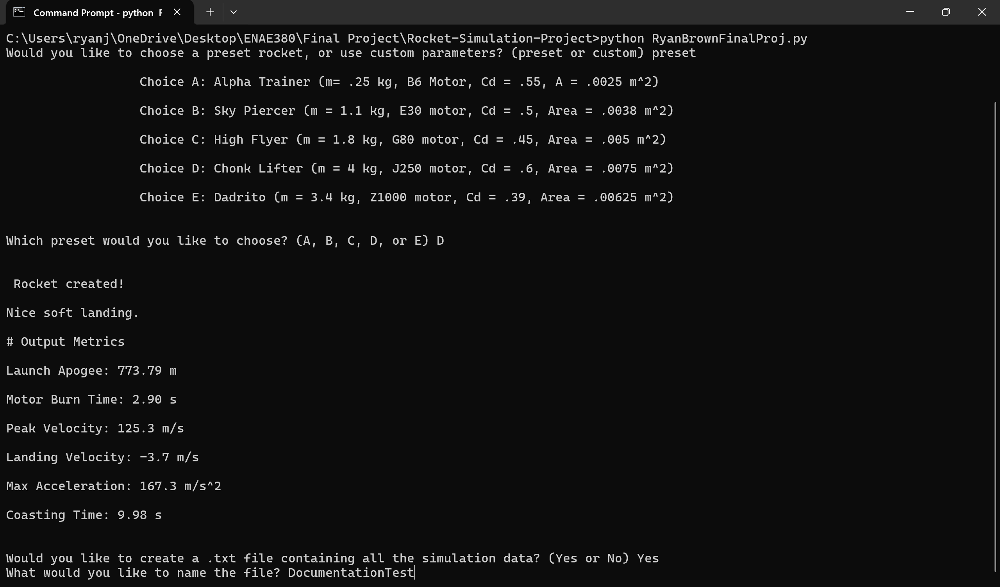 Command Prompt - python
C:\Users\ryanj\OneDrive\Desktop\ENAE380\Final Project\Rocket-Simulation-Project>python RyanBrownFinalProj.py
Would you like to choose a preset rocket, or use custom parameters? (preset or custom) preset
Choice A: Alpha Trainer (m= .25 kg, B6 Motor, Cd = .55, A = .0025 m^2)
Choice B: Sky Piercer (m = 1.1 kg, E30 motor, Cd = .5, Area = .0038 m^2)
Choice C: High Flyer (m = 1.8 kg, G80 motor, Cd = .45, Area = .005 m^2)
Choice D: Chonk Lifter (m = 4 kg, J250 motor, Cd = .6, Area = .0075 m^2)
Choice E: Dadrito (m = 3.4 kg, Z1000 motor, Cd = .39, Area = .00625 m^2)
Which preset would you like to choose? (A, B, C, D, or E) D
Rocket created!
Nice soft landing.
# Output Metrics
Launch Apogee: 773.79 m
Motor Burn Time: 2.90 s
Peak Velocity: 125.3 m/s
Landing Velocity: -3.7 m/s
Max Acceleration: 167.3 m/s^2
Coasting Time: 9.98 s
Would you like to create a .txt file containing all the simulation data? (Yes or No) Yes
What would you like to name the file? DocumentationTest